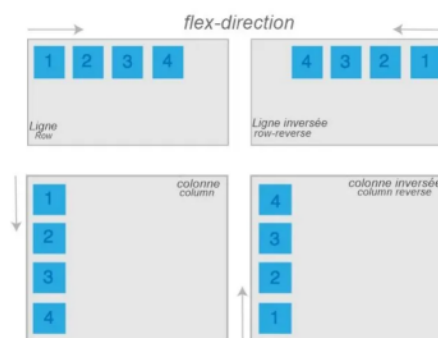 flex-direction
1 2 3 4
Ligne
Row
4 3 2 1
Ligne inversée
row-reverse
colonne
column
1
2
3
4
colonne inversée
column reverse
4
3
2
1